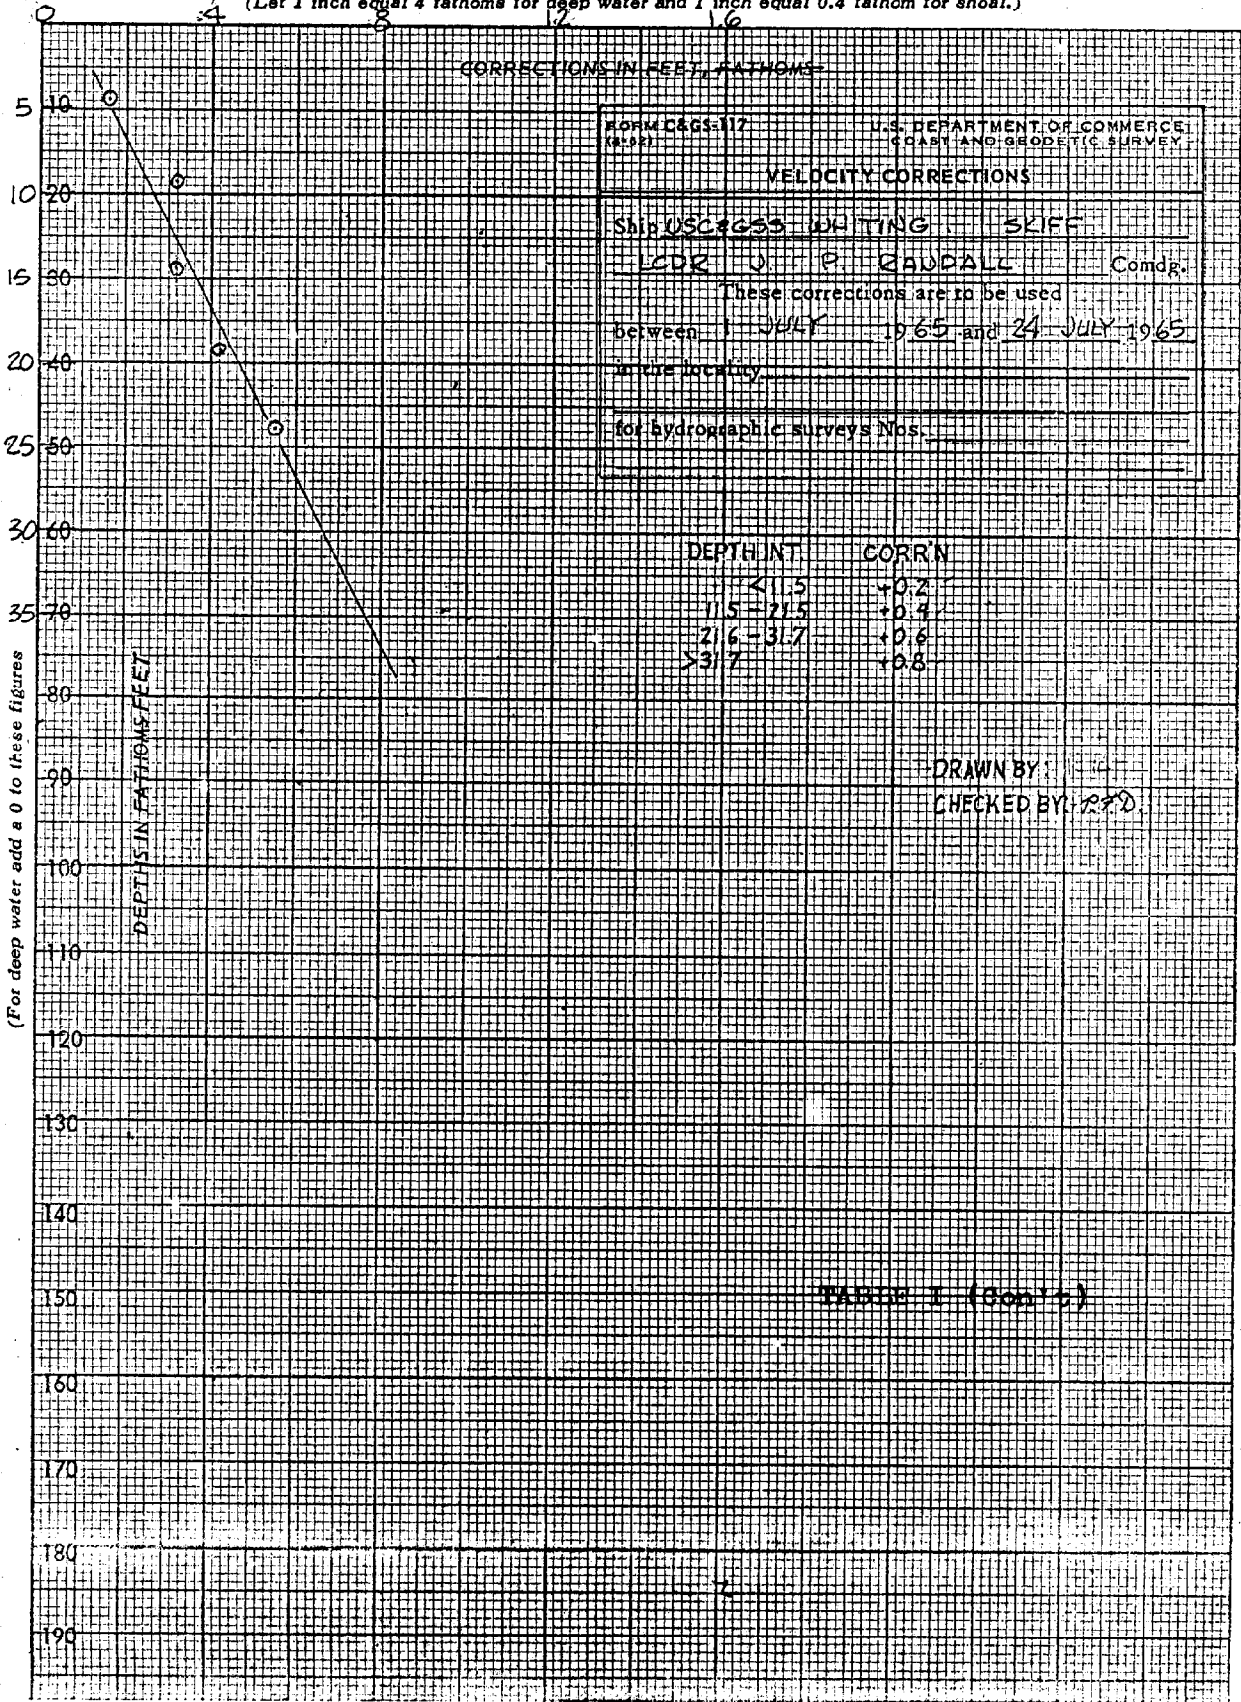 (Let 1 inch equal 4 fathoms for deep water and 1 inch equal 0.4 fathom for shoal.)
0 .4 .8 1.2 1.6
CORRECTIONS IN FEET, FATHOMS
5 10
10 20
15 30
20 40
25 50
30 60
35 70
80
90
100
110
120
130
140
150
160
170
180
190
(For deep water add a 0 to these figures
DEPTHS IN FATHOMS FEET
FORM C&GS-117
U.S. DEPARTMENT OF COMMERCE
COAST AND GEODETIC SURVEY
VELOCITY CORRECTIONS
Ship USC&GSS WHITING SKIFF
LCDR J. P. RANDALL Comdg.
These corrections are to be used
between 1 JULY 1965 and 24 JULY 1965
in the locality
for hydrographic surveys Nos.
DEPTH INT. CORR'N
<11.5 +0.2
11.5 - 21.5 +0.4
21.6 - 31.7 +0.6
>31.7 +0.8
DRAWN BY:
CHECKED BY:
TABLE I (Con't)